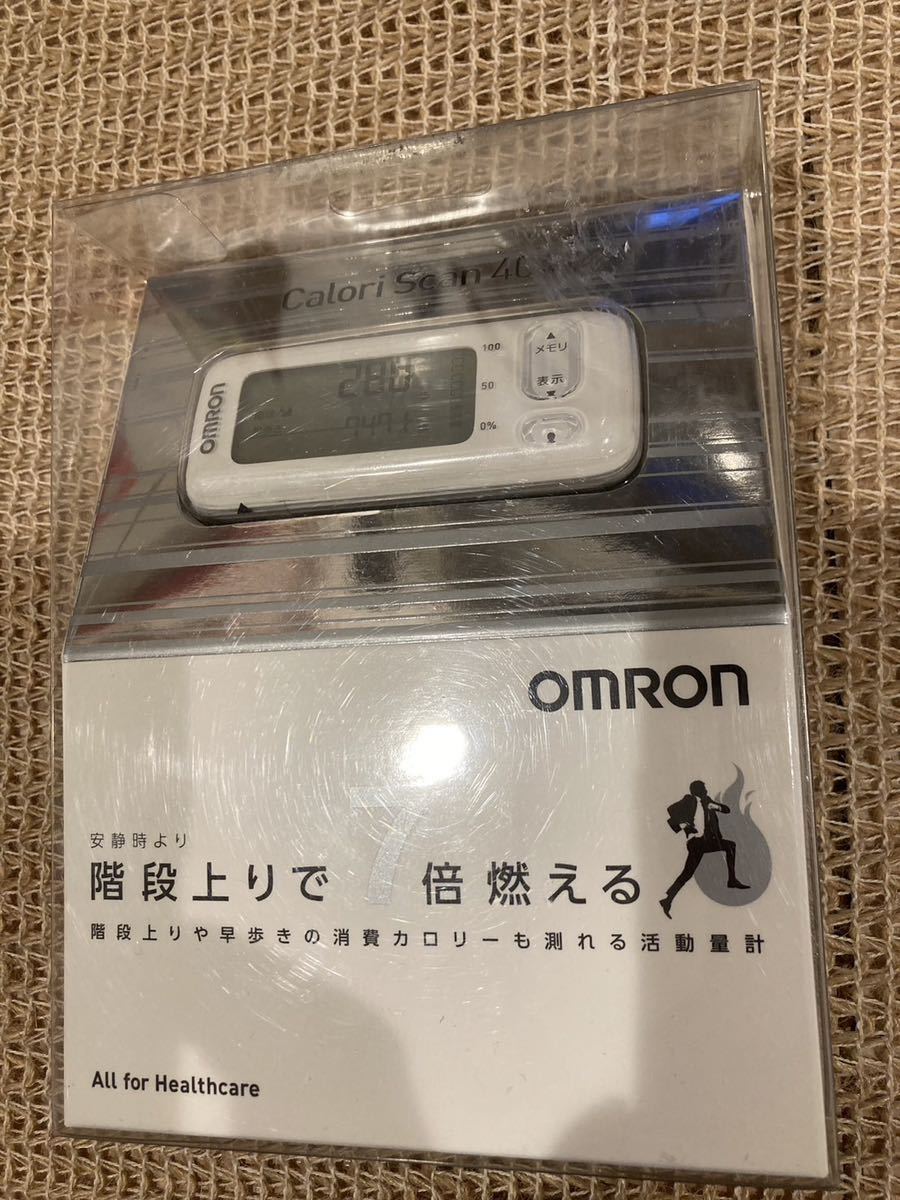 Calori Scan
OMRON
100
50
0%
メモリ
表示
OMRON
安静時より
階段上りで7倍燃える
階段上りや早歩きの消費カロリーも測れる活動量計
All for Healthcare